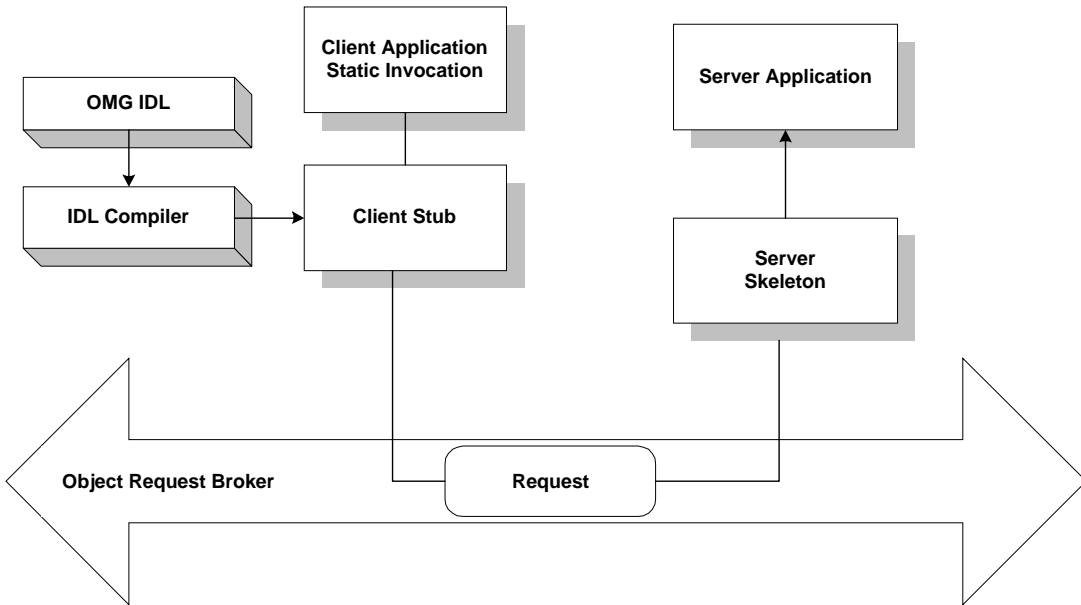 Client Application
Static Invocation
Server Application
OMG IDL
IDL Compiler
Client Stub
Server
Skeleton
Object Request Broker
Request